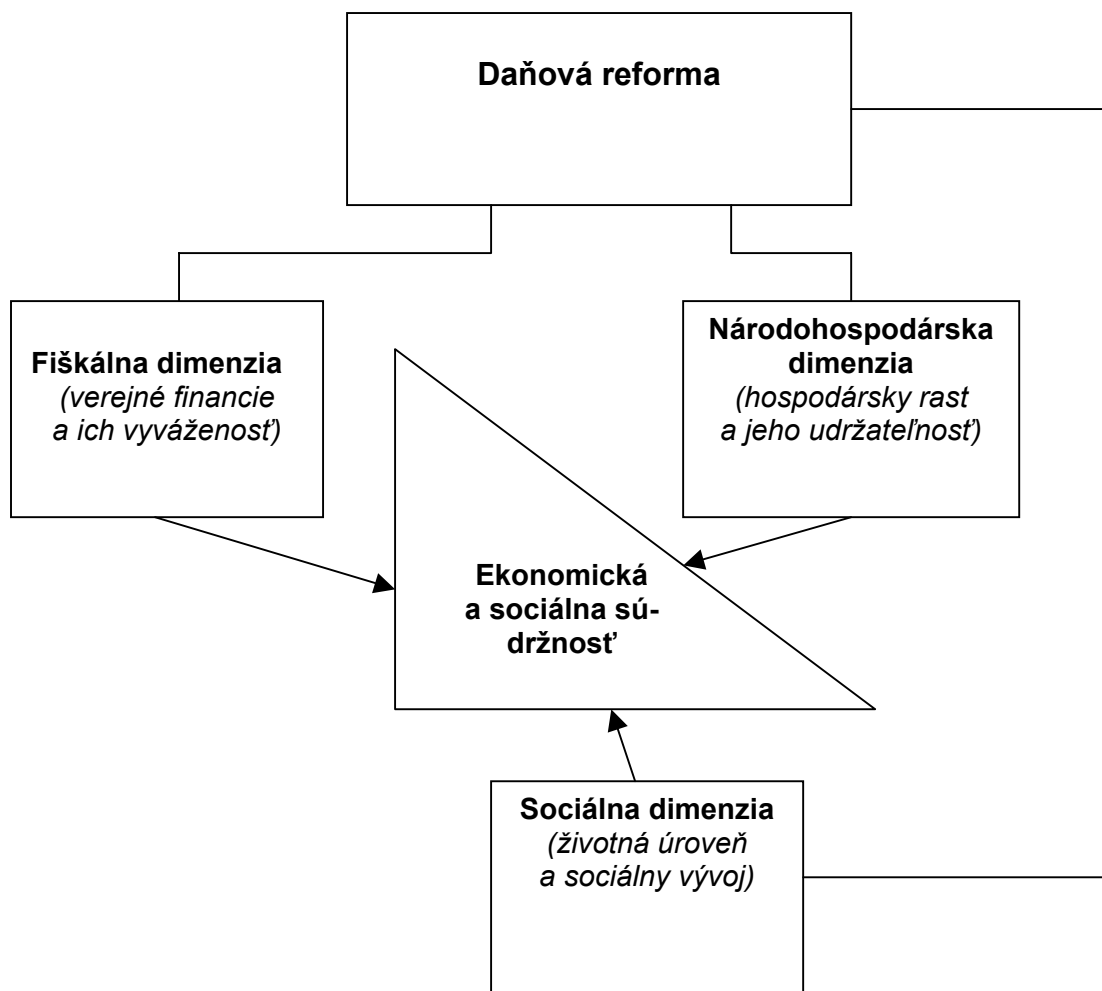 Daňová reforma
Fiškálna dimenzia
(verejné financie
a ich vyváženosť)
Národohospodárska
dimenzia
(hospodársky rast
a jeho udržateľnosť)
Ekonomická
a sociálna sú-
držnosť
Sociálna dimenzia
(životná úroveň
a sociálny vývoj)